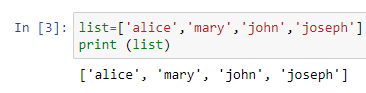 In [3]: list=['alice','mary','john','joseph']
print (list)
['alice', 'mary', 'john', 'joseph']